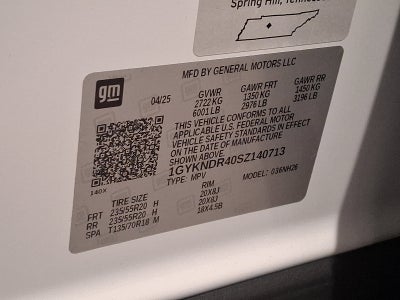 Spring Hill, Tennessee
gm
MFD BY GENERAL MOTORS LLC
04/25 GVWR GAWR FRT GAWR RR
2722 KG 1350 KG 1450 KG
6001 LB 2976 LB 3196 LB
THIS VEHICLE CONFORMS TO ALL
APPLICABLE U.S. FEDERAL MOTOR
VEHICLE SAFETY STANDARDS IN EFFECT
ON THE DATE OF MANUFACTURE
SHOWN ABOVE.
1GYKNDR40SZ140713
TYPE: MPV MODEL: 036NH26
140X
TIRE SIZE RIM
FRT 235/55R20 H 20X8J
RR 235/55R20 H 20X8J
SPA T135/70R18 M 18X4.5B